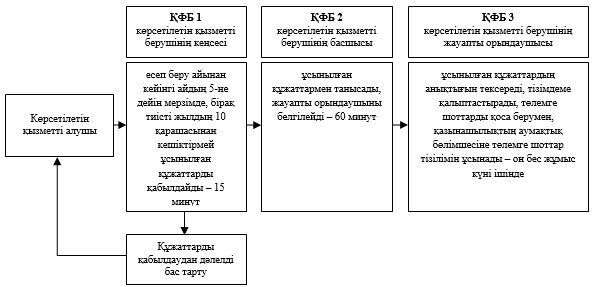 ҚФБ 1
көрсетілетін қызметті
берушінің кеңсесі
ҚФБ 2
көрсетілетін қызметті
берушінің басшысы
ҚФБ 3
көрсетілетін қызметті берушінің
жауапты орындаушысы
Көрсетілетін
қызметті алушы
есеп беру айынан
кейінгі айдың 5-не
дейін мерзімде, бірақ
тиісті жылдың 10
қарашасынан
кешіктірмей
ұсынылған
құжаттарды
қабылдайды – 15
минут
ұсынылған
құжаттармен танысады,
жауапты орындаушыны
белгілейді – 60 минут
ұсынылған құжаттардың
анықтығын тексереді, тізімдеме
қалыптастырады, төлемге
шоттарды қоса берумен,
қазынашылықтың аумақтық
бөлімшесіне төлемге шоттар
тізілімін ұсынады – он бес жұмыс
күні ішінде
Құжаттарды
қабылдаудан дәлелді
бас тарту